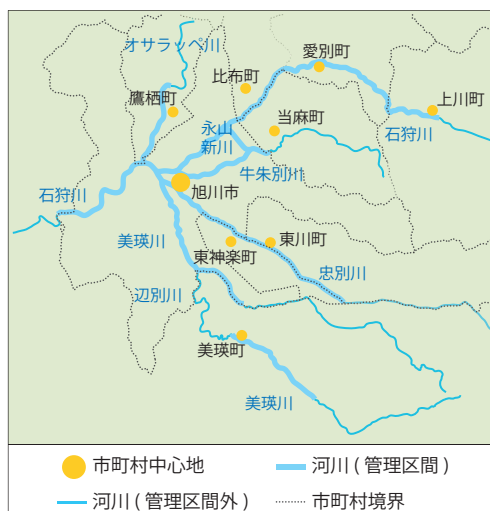 オサラッペ川
愛別町
比布町
鷹栖町
上川町
当麻町
永山
新川
石狩川
牛朱別川
旭川市
石狩川
美瑛川
東川町
東神楽町
忠別川
辺別川
美瑛町
美瑛川
市町村中心地
河川 ( 管理区間 )
河川 ( 管理区間外 )
市町村境界